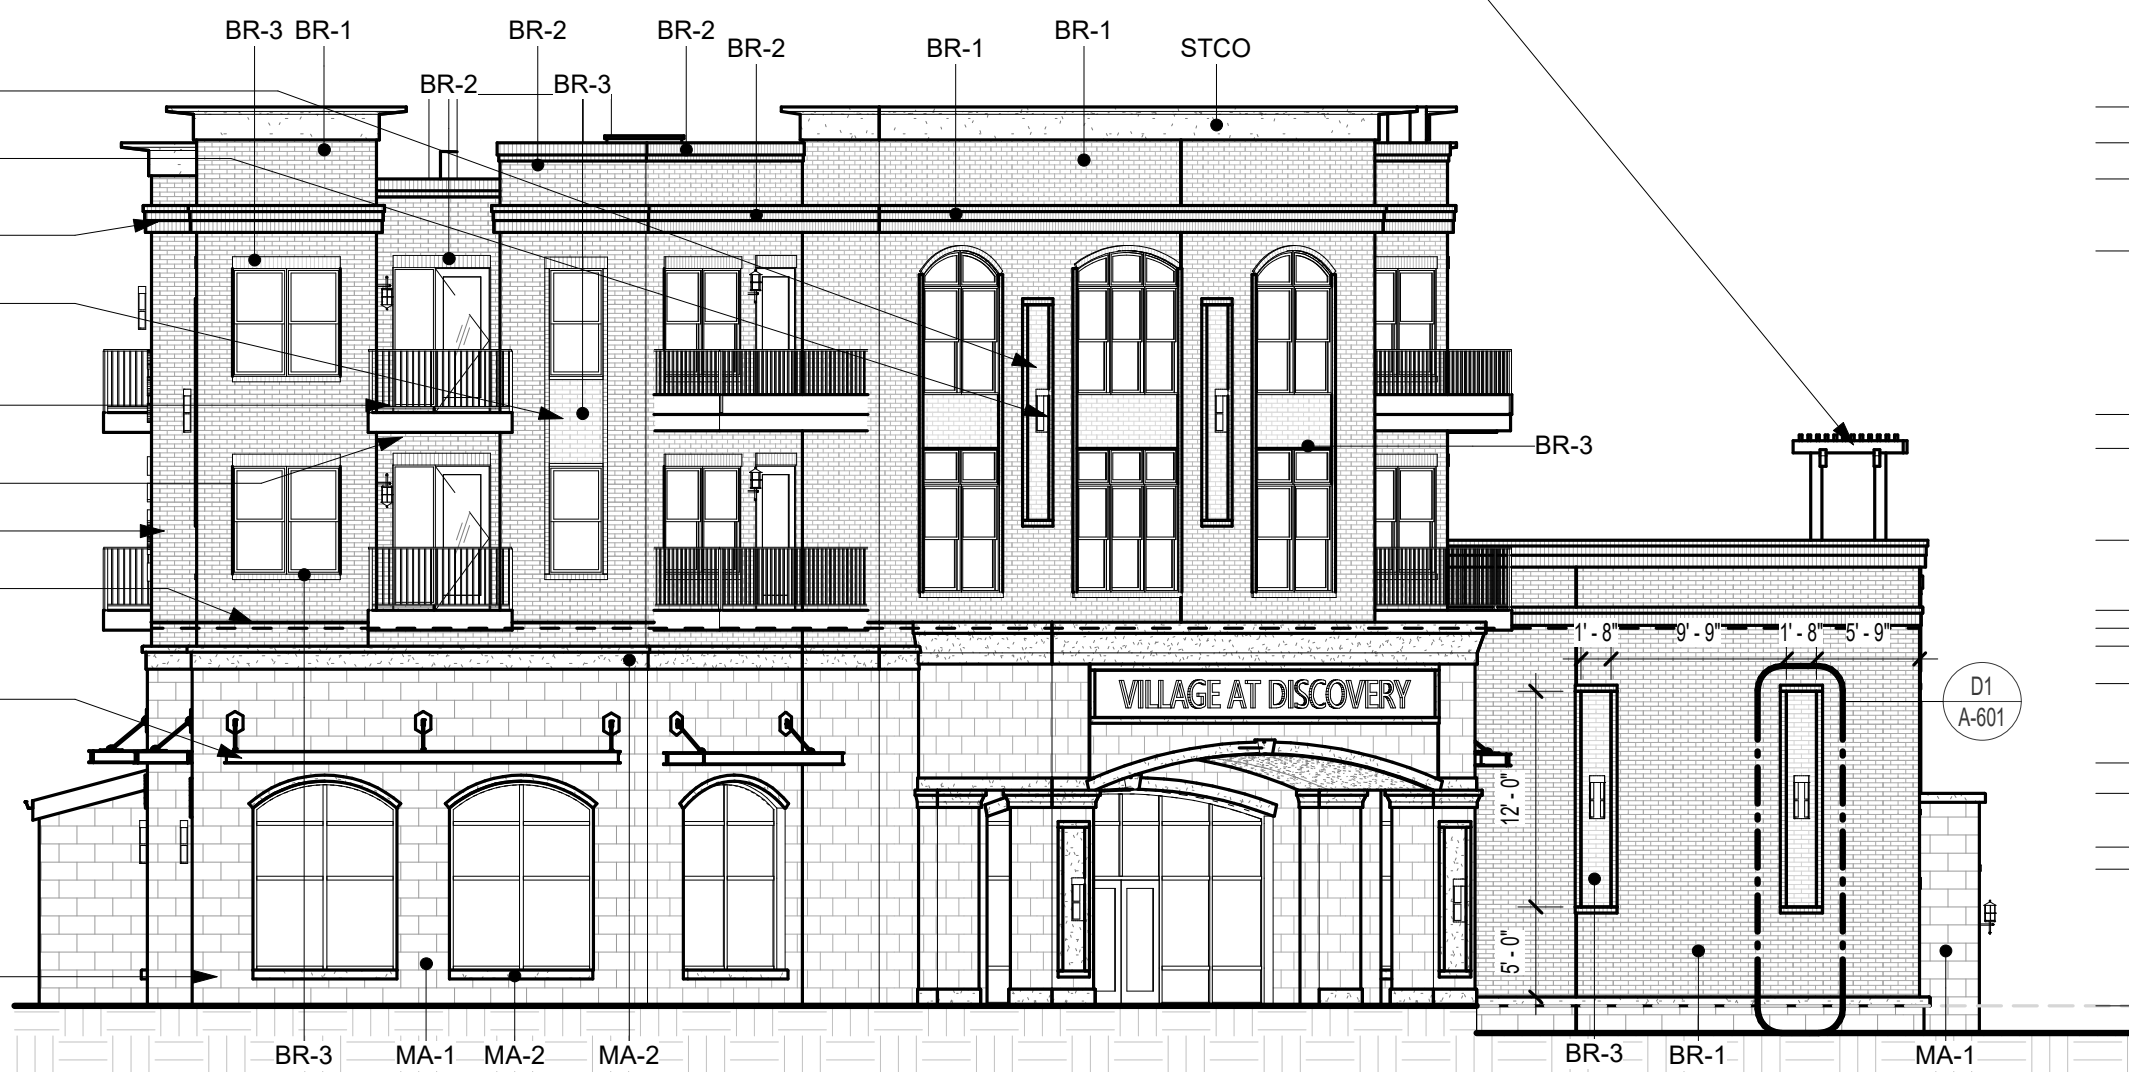 BR-3 BR-1 BR-2 BR-2 BR-1 BR-1
BR-2 STCO
BR-2 BR-3
BR-3
1' - 8" 9' - 9" 1' - 8" 5' - 9"
VILLAGE AT DISCOVERY
D1
A-601
12' - 0"
5' - 0"
BR-3 MA-1 MA-2 MA-2 BR-3 BR-1 MA-1